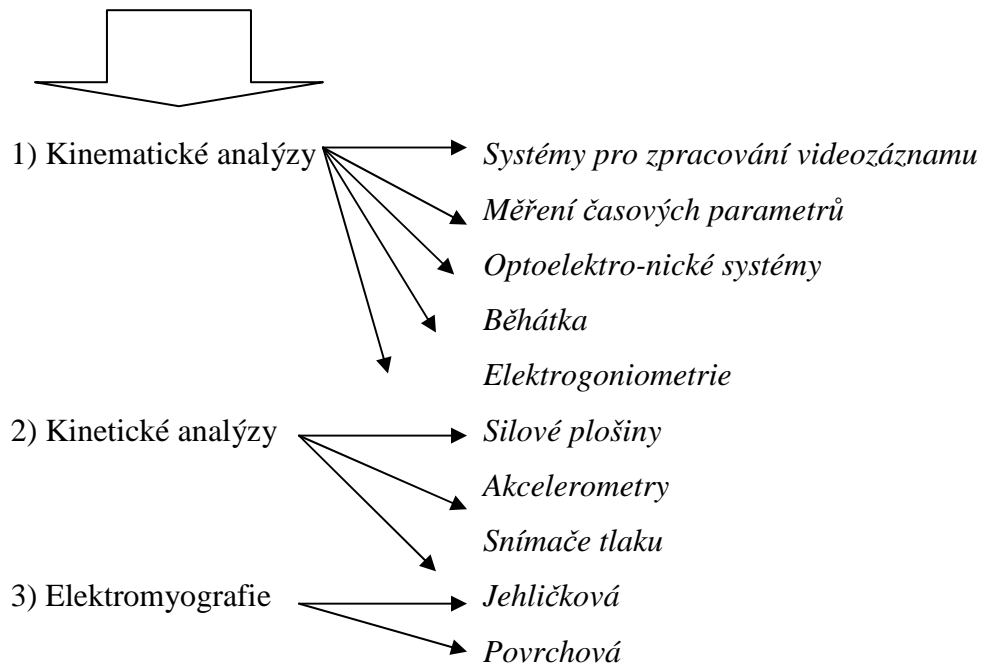 1) Kinematické analýzy Systémy pro zpracování videozáznamu
Měření časových parametrů
Optoelektro-nické systémy
Běhátka
Elektrogoniometrie
2) Kinetické analýzy Silové plošiny
Akcelerometry
Snímače tlaku
3) Elektromyografie Jehličková
Povrchová